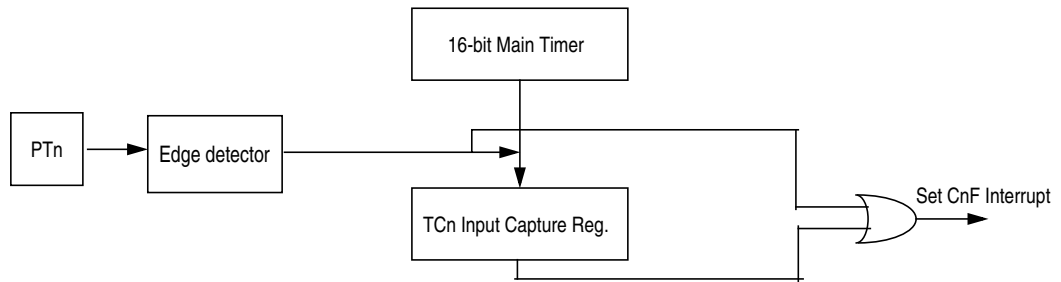 16-bit Main Timer
PTn
Edge detector
TCn Input Capture Reg.
Set CnF Interrupt